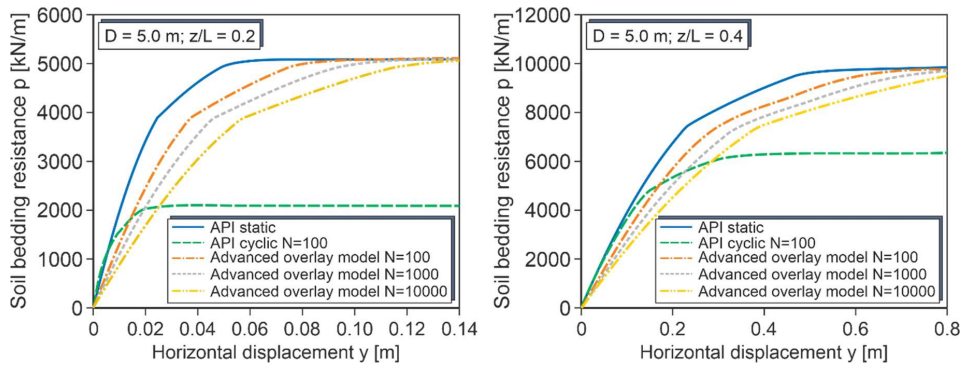 D = 5.0 m; z/L = 0.2
Soil bedding resistance p [kN/m]
6000
5000
4000
3000
2000
1000
0
API static
API cyclic N=100
Advanced overlay model N=100
Advanced overlay model N=1000
Advanced overlay model N=10000
0 0.02 0.04 0.06 0.08 0.10 0.12 0.14
Horizontal displacement y [m]
D = 5.0 m; z/L = 0.4
Soil bedding resistance p [kN/m]
12000
10000
8000
6000
4000
2000
0
API static
API cyclic N=100
Advanced overlay model N=100
Advanced overlay model N=1000
Advanced overlay model N=10000
0 0.2 0.4 0.6 0.8
Horizontal displacement y [m]